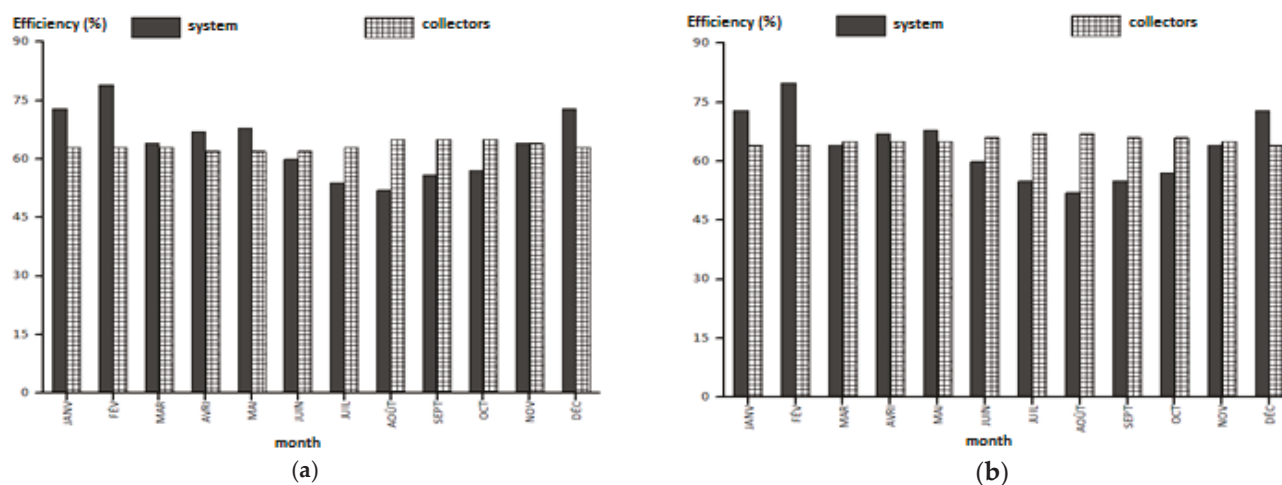 Efficiency (%) system collectors
90
75
60
45
30
15
0
JANV FÉV MAR AVRI MAI JUIN JUIL AOÛT SEPT OCT NOV DÉC
month
(a)
Efficiency (%) system collectors
90
75
60
45
30
15
0
JANV FÉV MAR AVRI MAI JUIN JUIL AOÛT SEPT OCT NOV DÉC
month
(b)